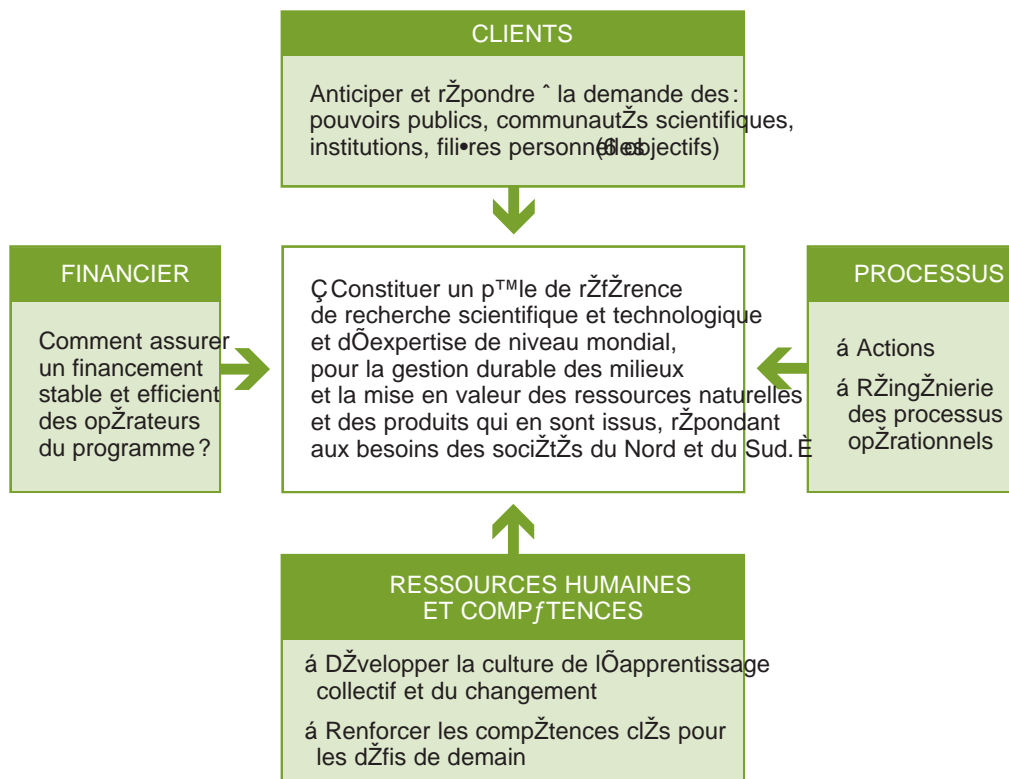 CLIENTS
Anticiper et rŽpondre ˆ la demande des :
pouvoirs publics, communautŽs scientifiques,
institutions, fili•res personnelles (6 objectifs)
FINANCIER
Comment assurer
un financement
stable et efficient
des opŽrateurs
du programme ?
Ç Constituer un p™le de rŽfŽrence
de recherche scientifique et technologique
et dÕexpertise de niveau mondial,
pour la gestion durable des milieux
et la mise en valeur des ressources naturelles
et des produits qui en sont issus, rŽpondant
aux besoins des sociŽtŽs du Nord et du Sud. È
PROCESSUS
á Actions
á RŽingŽnierie
des processus
opŽrationnels
RESSOURCES HUMAINES
ET COMPƒTENCES
á DŽvelopper la culture de lÕapprentissage
collectif et du changement
á Renforcer les compŽtences clŽs pour
les dŽfis de demain